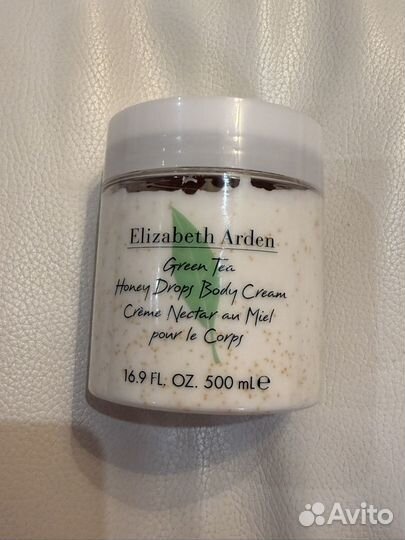 Elizabeth Arden
Green Tea
Honey Drops Body Cream
Crème Nectar au Miel
pour le Corps
16.9 FL. OZ. 500 mL ℮
Avito